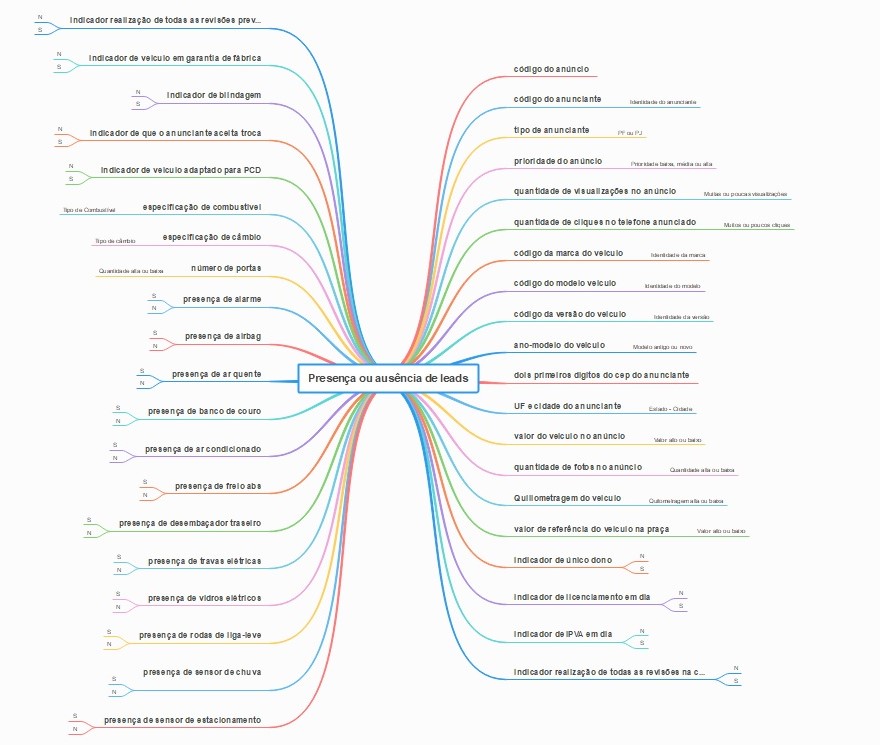 N
S
Indicador realização de todas as revisões prev...
N
S
Indicador de veículo em garantia de fábrica
N
S
Indicador de blindagem
N
S
Indicador de que o anunciante aceita troca
N
S
Indicador de veículo adaptado para PCD
Tipo de Combustível
especificação de combustível
Tipo de câmbio
especificação de câmbio
Quantidade alta ou baixa
número de portas
S
N
presença de alarme
S
N
presença de airbag
S
N
presença de ar quente
S
N
presença de banco de couro
S
N
presença de ar condicionado
S
N
presença de freio abs
S
N
presença de desembaçador traseiro
S
N
presença de travas elétricas
S
N
presença de vidros elétricos
S
N
presença de rodas de liga-leve
S
N
presença de sensor de chuva
S
N
presença de sensor de estacionamento
Presença ou ausência de leads
código do anúncio
código do anunciante
Identidade do anunciante
tipo de anunciante
PF ou PJ
prioridade do anúncio
Prioridade baixa, média ou alta
quantidade de visualizações no anúncio
Muitas ou poucas visualizações
quantidade de cliques no telefone anunciado
Muitos ou poucos cliques
código da marca do veículo
Identidade da marca
código do modelo veículo
Identidade do modelo
código da versão do veículo
Identidade da versão
ano-modelo do veículo
Modelo antigo ou novo
dois primeiros dígitos do cep do anunciante
UF e cidade do anunciante
Estado - Cidade
valor do veículo no anúncio
Valor alto ou baixo
quantidade de fotos no anúncio
Quantidade alta ou baixa
Quiliometragem do veículo
Quilometragem alta ou baixa
valor de referência do veículo na praça
Valor alto ou baixo
Indicador de único dono
N
S
Indicador de licenciamento em dia
N
S
Indicador de IPVA em dia
N
S
Indicador realização de todas as revisões na c...
N
S